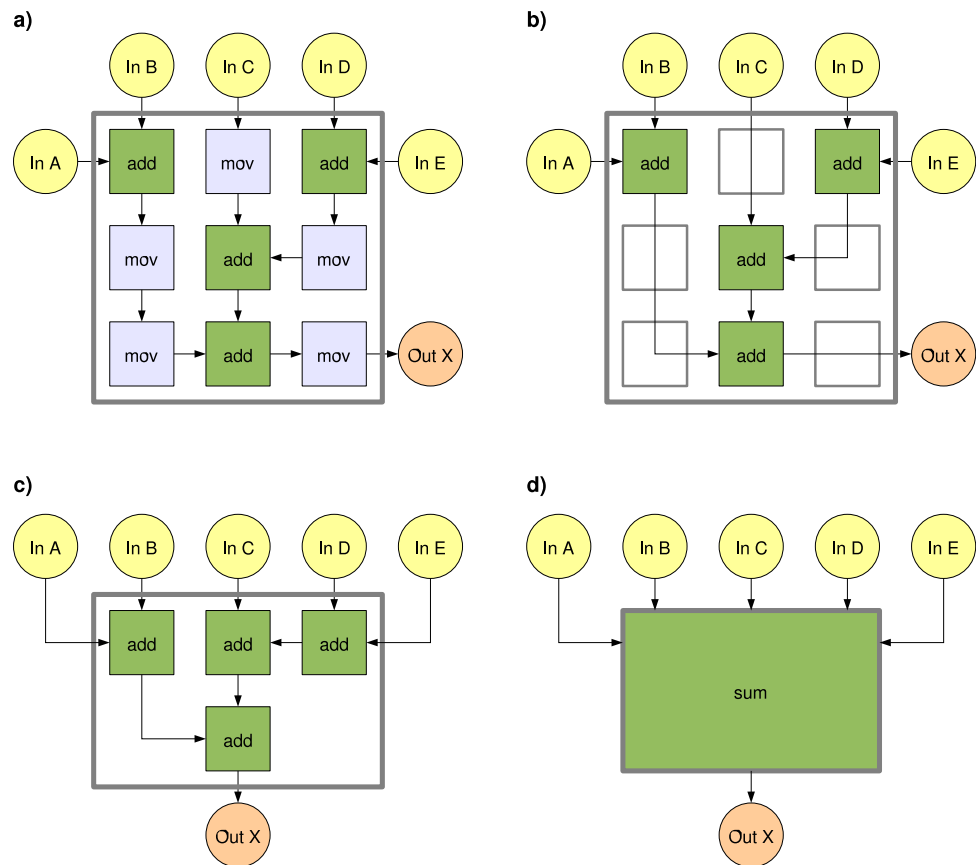 a)
In B
In C
In D
In A
add
mov
add
In E
mov
add
mov
mov
add
mov
Out X
b)
In B
In C
In D
In A
add
add
In E
add
add
Out X
c)
In A
In B
In C
In D
In E
add
add
add
add
Out X
d)
In A
In B
In C
In D
In E
sum
Out X